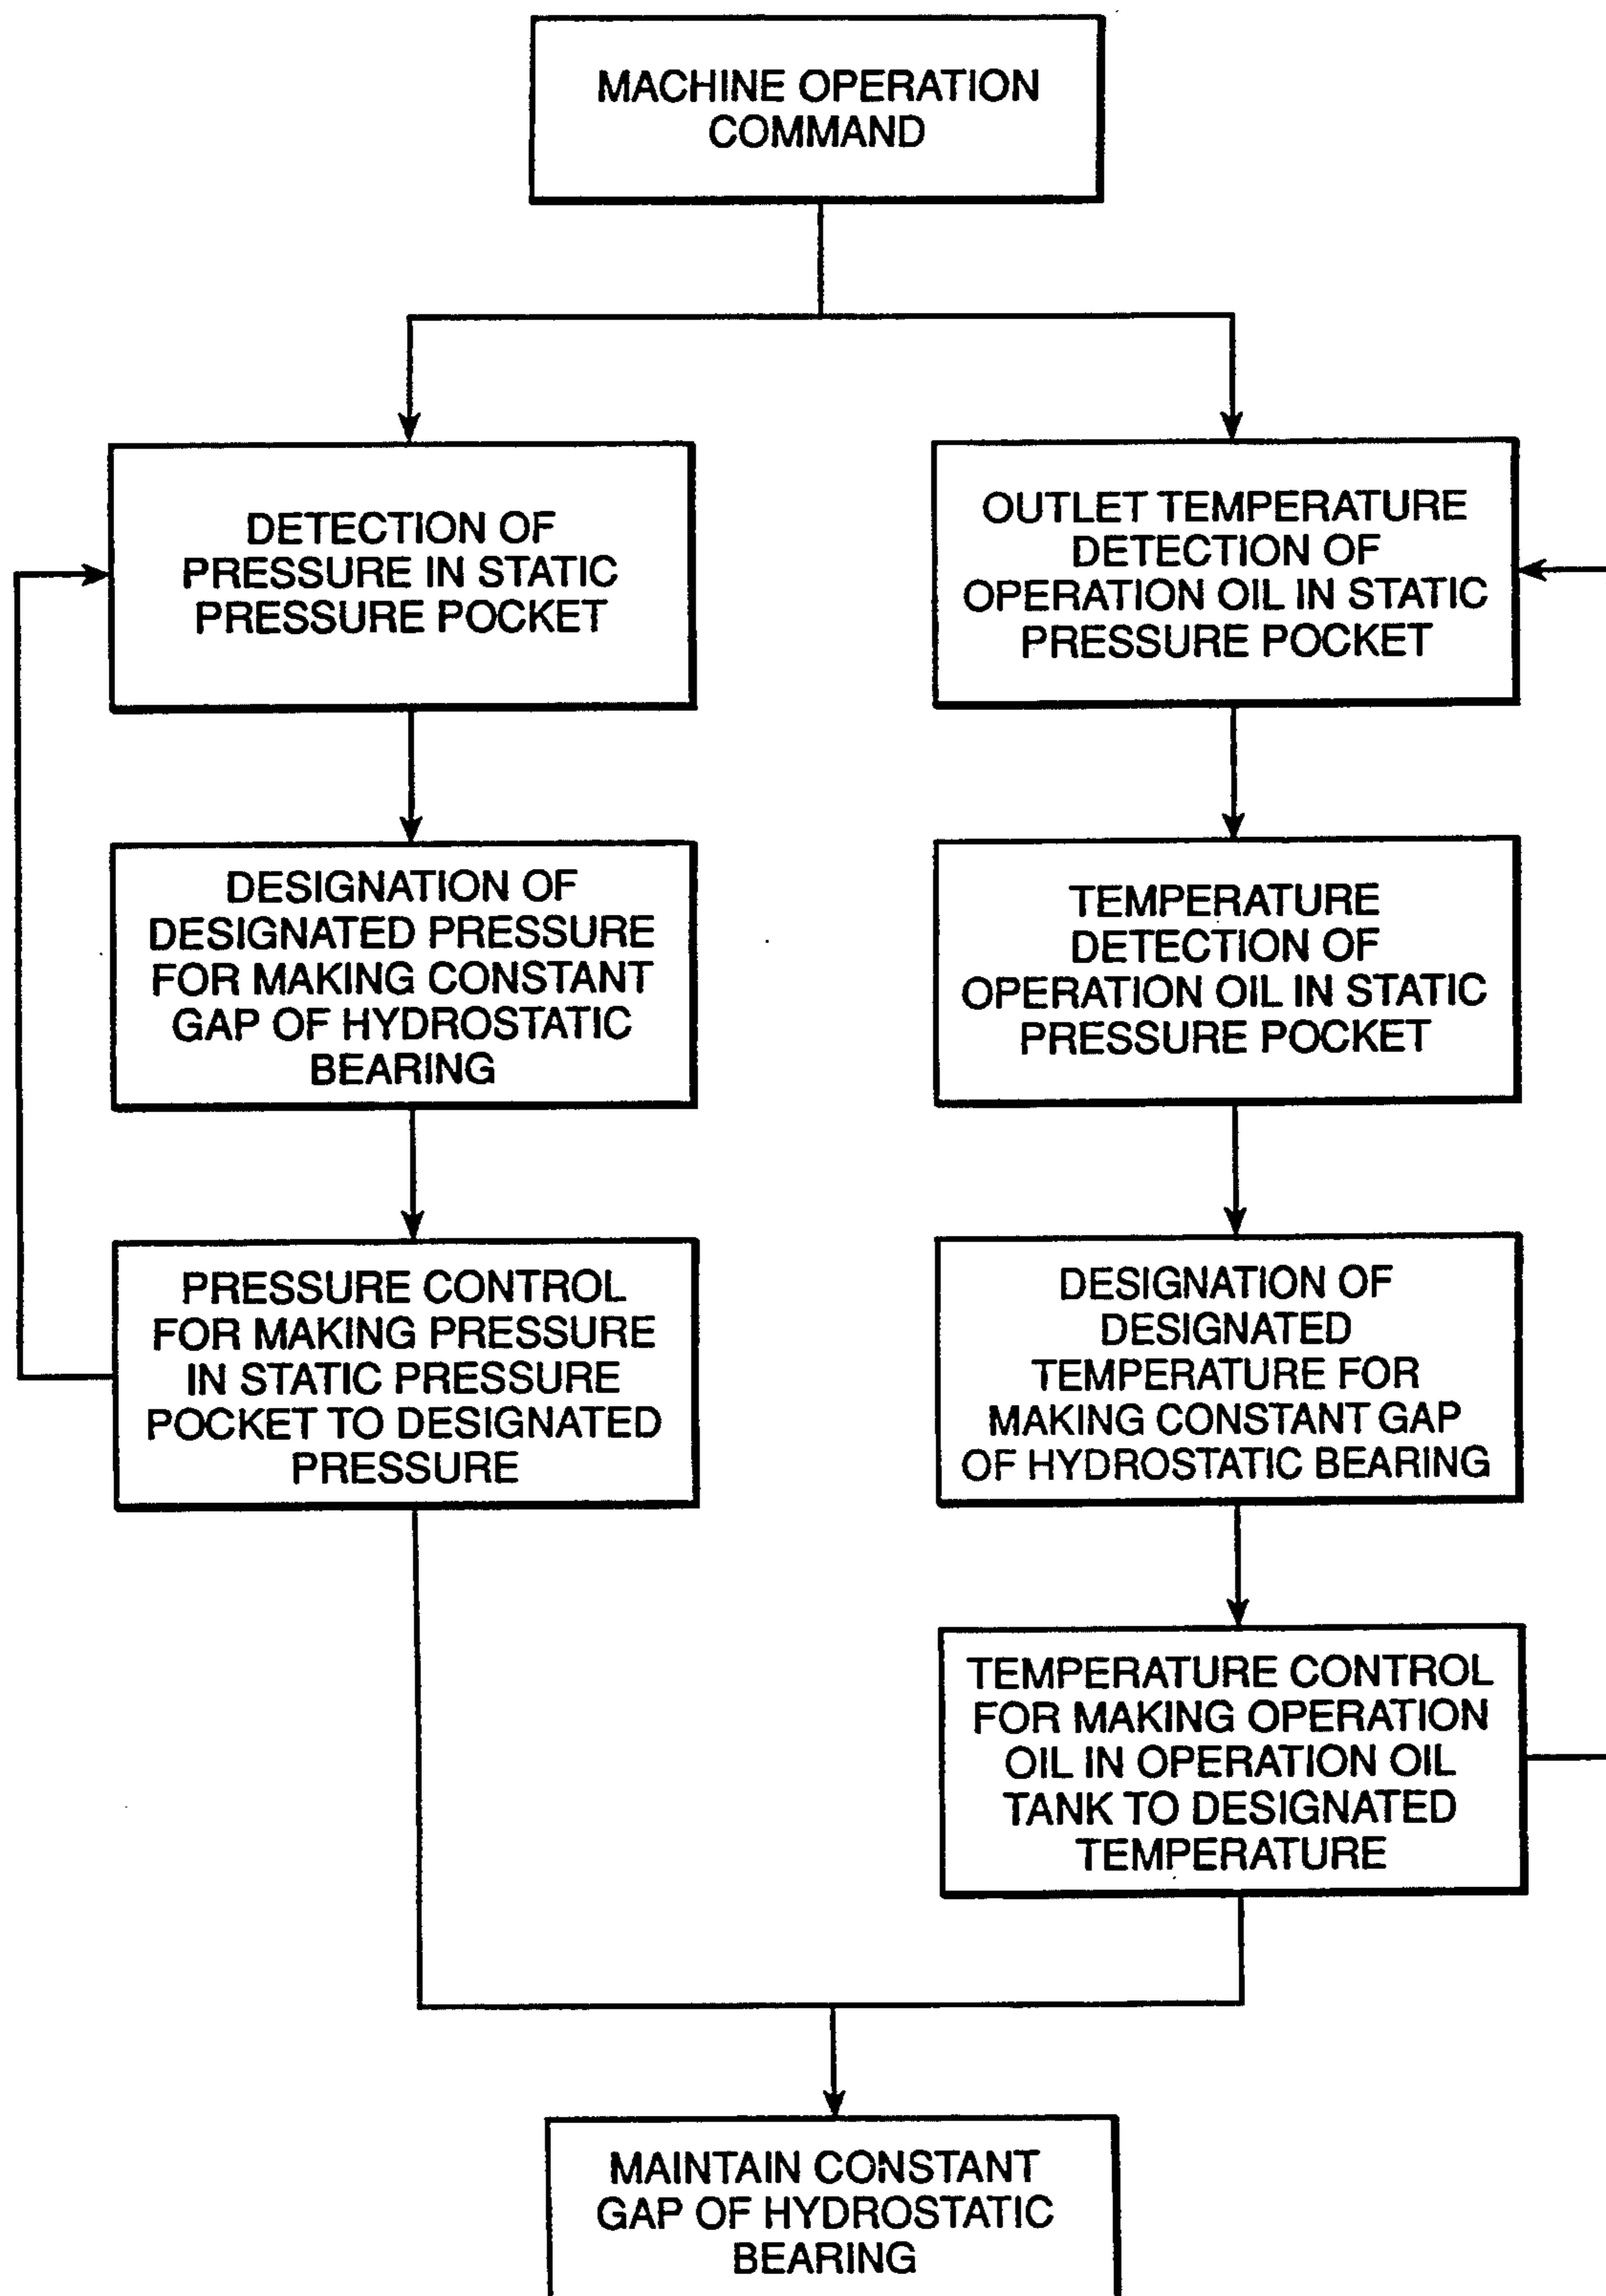 MACHINE OPERATION
COMMAND
DETECTION OF
PRESSURE IN STATIC
PRESSURE POCKET
DESIGNATION OF
DESIGNATED PRESSURE
FOR MAKING CONSTANT
GAP OF HYDROSTATIC
BEARING
PRESSURE CONTROL
FOR MAKING PRESSURE
IN STATIC PRESSURE
POCKET TO DESIGNATED
PRESSURE
OUTLET TEMPERATURE
DETECTION OF
OPERATION OIL IN STATIC
PRESSURE POCKET
TEMPERATURE
DETECTION OF
OPERATION OIL IN STATIC
PRESSURE POCKET
DESIGNATION OF
DESIGNATED
TEMPERATURE FOR
MAKING CONSTANT GAP
OF HYDROSTATIC BEARING
TEMPERATURE CONTROL
FOR MAKING OPERATION
OIL IN OPERATION OIL
TANK TO DESIGNATED
TEMPERATURE
MAINTAIN CONSTANT
GAP OF HYDROSTATIC
BEARING